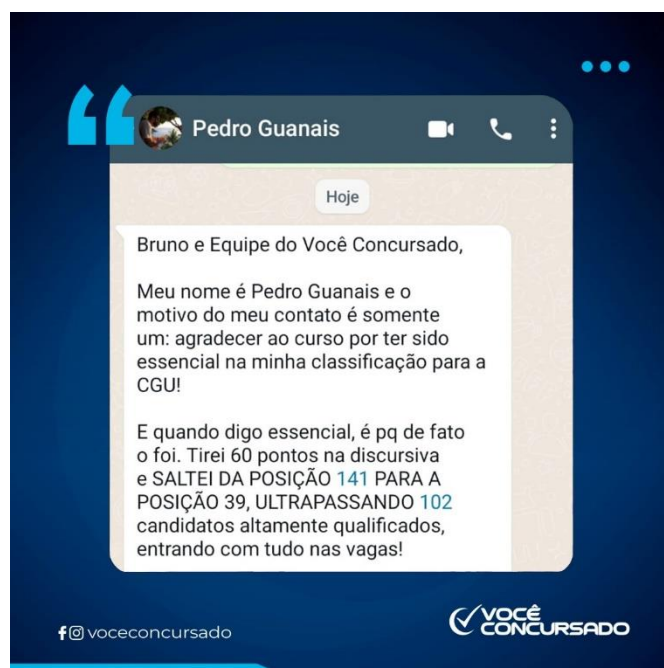 Pedro Guanais
Hoje
Bruno e Equipe do Você Concursado,
Meu nome é Pedro Guanais e o
motivo do meu contato é somente
um: agradecer ao curso por ter sido
essencial na minha classificação para a
CGU!
E quando digo essencial, é pq de fato
o foi. Tirei 60 pontos na discursiva
e SALTEI DA POSIÇÃO 141 PARA A
POSIÇÃO 39, ULTRAPASSANDO 102
candidatos altamente qualificados,
entrando com tudo nas vagas!
voceconcursado
VOCÊ
CONCURSADO